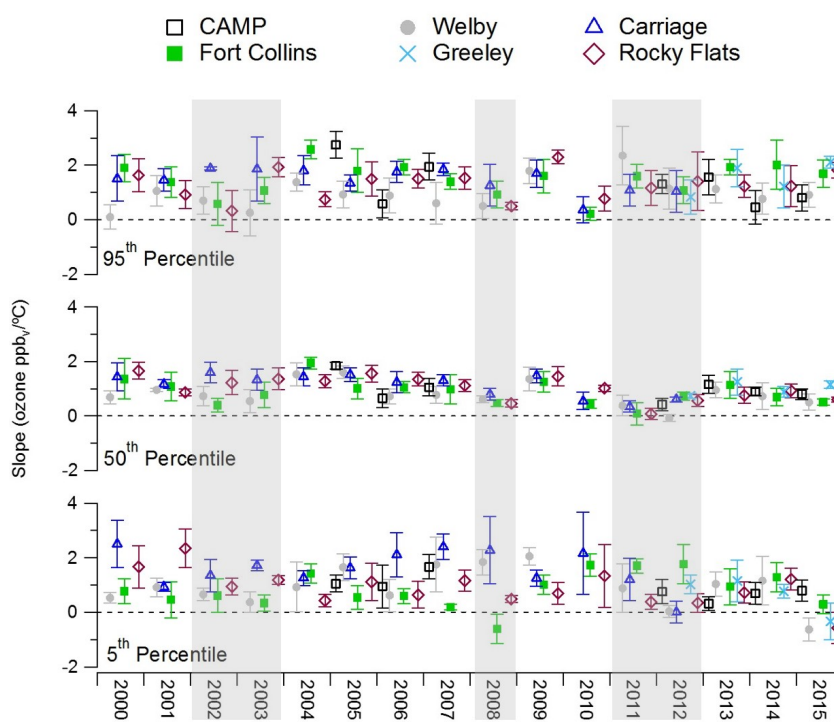 CAMP Welby Carriage
Fort Collins Greeley Rocky Flats
4
2
0
-2
95th Percentile
4
2
0
-2
50th Percentile
4
2
0
-2
5th Percentile
Slope (ozone ppbv/ºC)
2000 2001 2002 2003 2004 2005 2006 2007 2008 2009 2010 2011 2012 2013 2014 2015